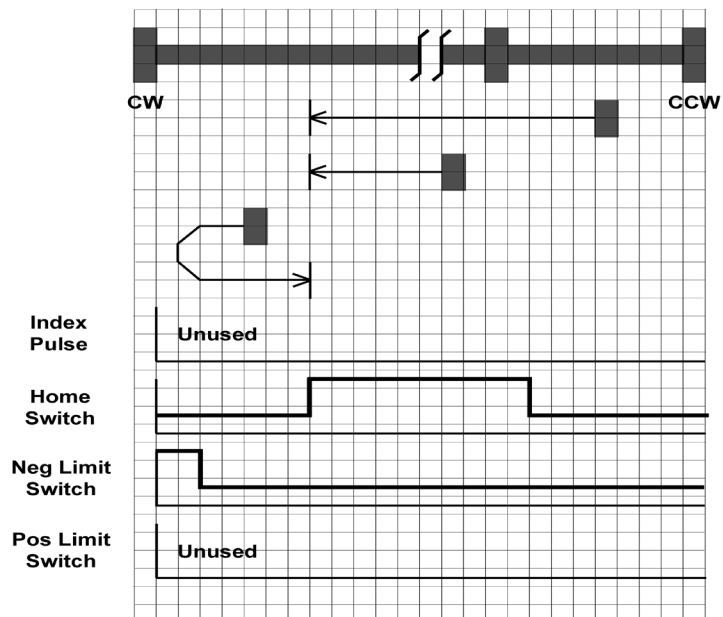 CW
CCW
Index
Pulse
Unused
Home
Switch
Neg Limit
Switch
Pos Limit
Switch
Unused